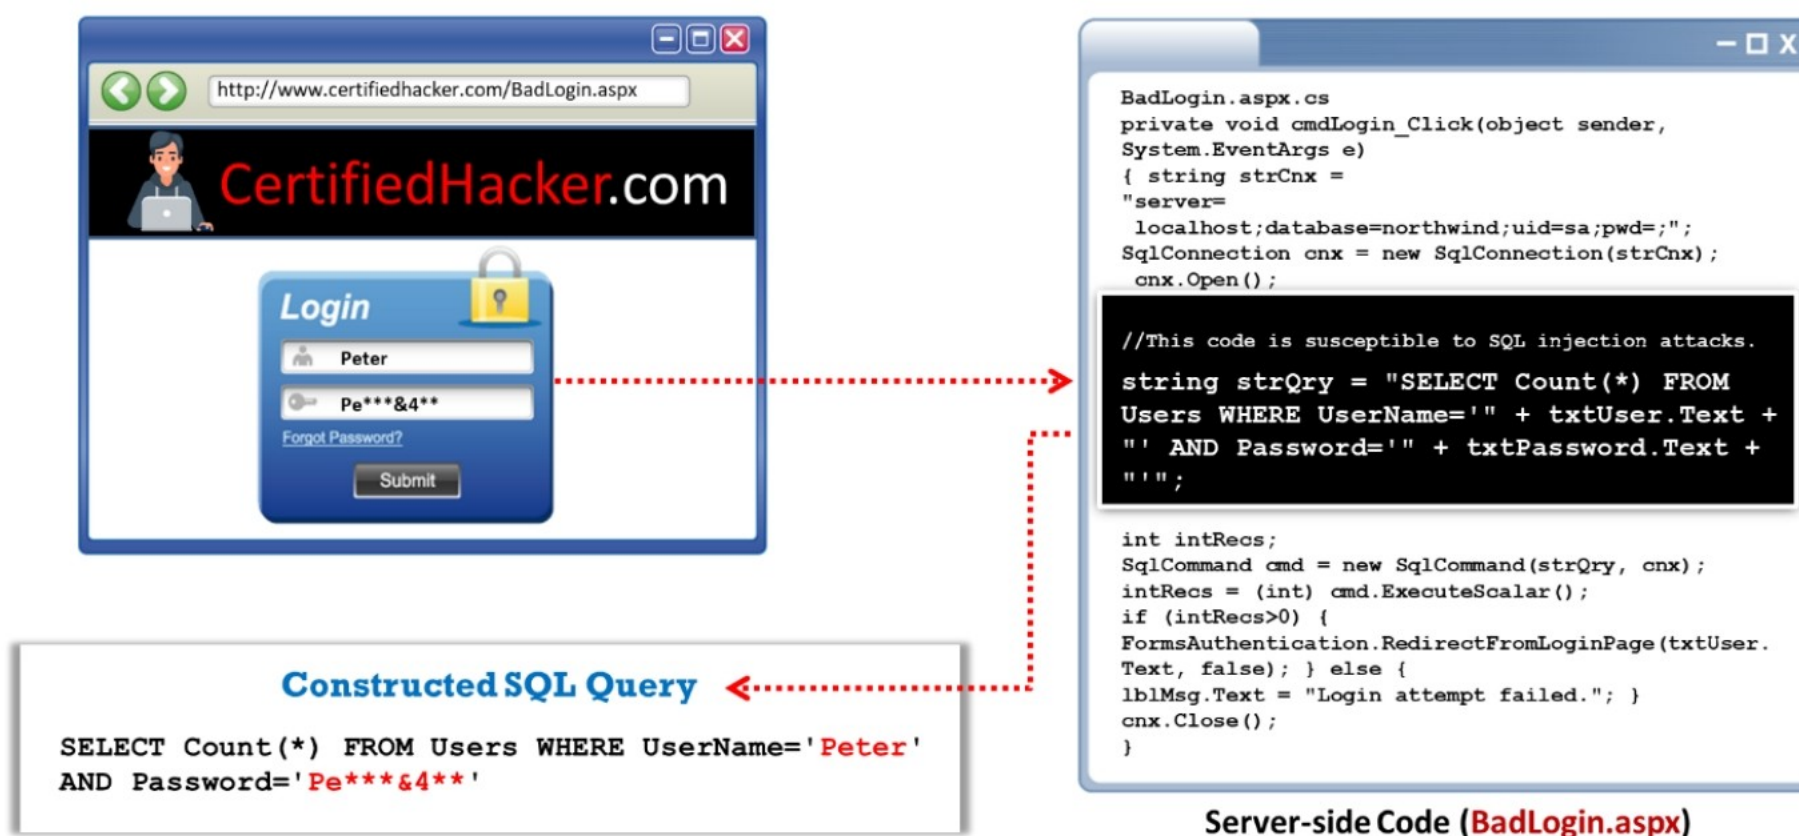 http://www.certifiedhacker.com/BadLogin.aspx
CertifiedHacker.com
Login
Peter
Pe***&4**
Forgot Password?
Submit
Constructed SQL Query
SELECT Count(*) FROM Users WHERE UserName='Peter'
AND Password='Pe***&4**'
BadLogin.aspx.cs
private void cmdLogin_Click(object sender,
System.EventArgs e)
{ string strCnx =
"server=
localhost;database=northwind;uid=sa;pwd=;";
SqlConnection cnx = new SqlConnection(strCnx);
cnx.Open();
//This code is susceptible to SQL injection attacks.
string strQry = "SELECT Count(*) FROM
Users WHERE UserName='" + txtUser.Text +
"' AND Password='" + txtPassword.Text +
"'";
int intRecs;
SqlCommand cmd = new SqlCommand(strQry, cnx);
intRecs = (int) cmd.ExecuteScalar();
if (intRecs>0) {
FormsAuthentication.RedirectFromLoginPage(txtUser.
Text, false); } else {
lblMsg.Text = "Login attempt failed."; }
cnx.Close();
}
Server-side Code (BadLogin.aspx)